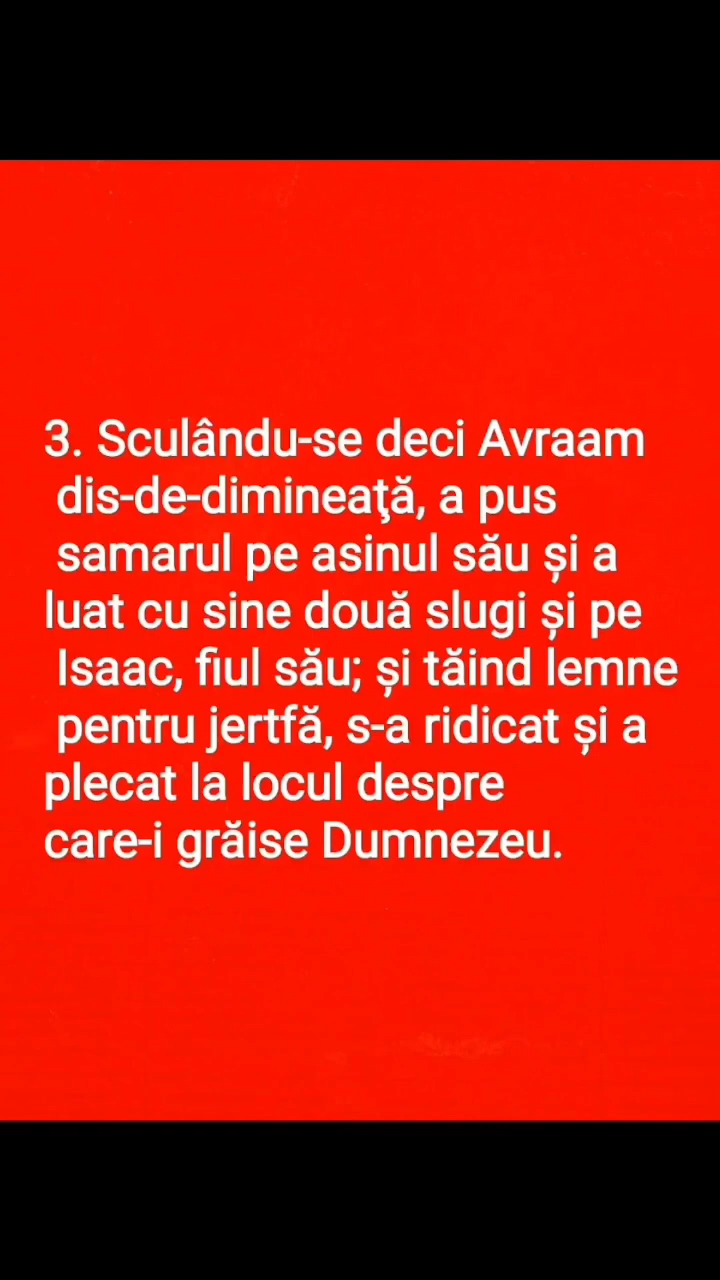 3. Sculându-se deci Avraam
dis-de-dimineaţă, a pus
samarul pe asinul său și a
luat cu sine două slugi și pe
Isaac, fiul său; și tăind lemne
pentru jertfă, s-a ridicat și a
plecat la locul despre
care-i grăise Dumnezeu.